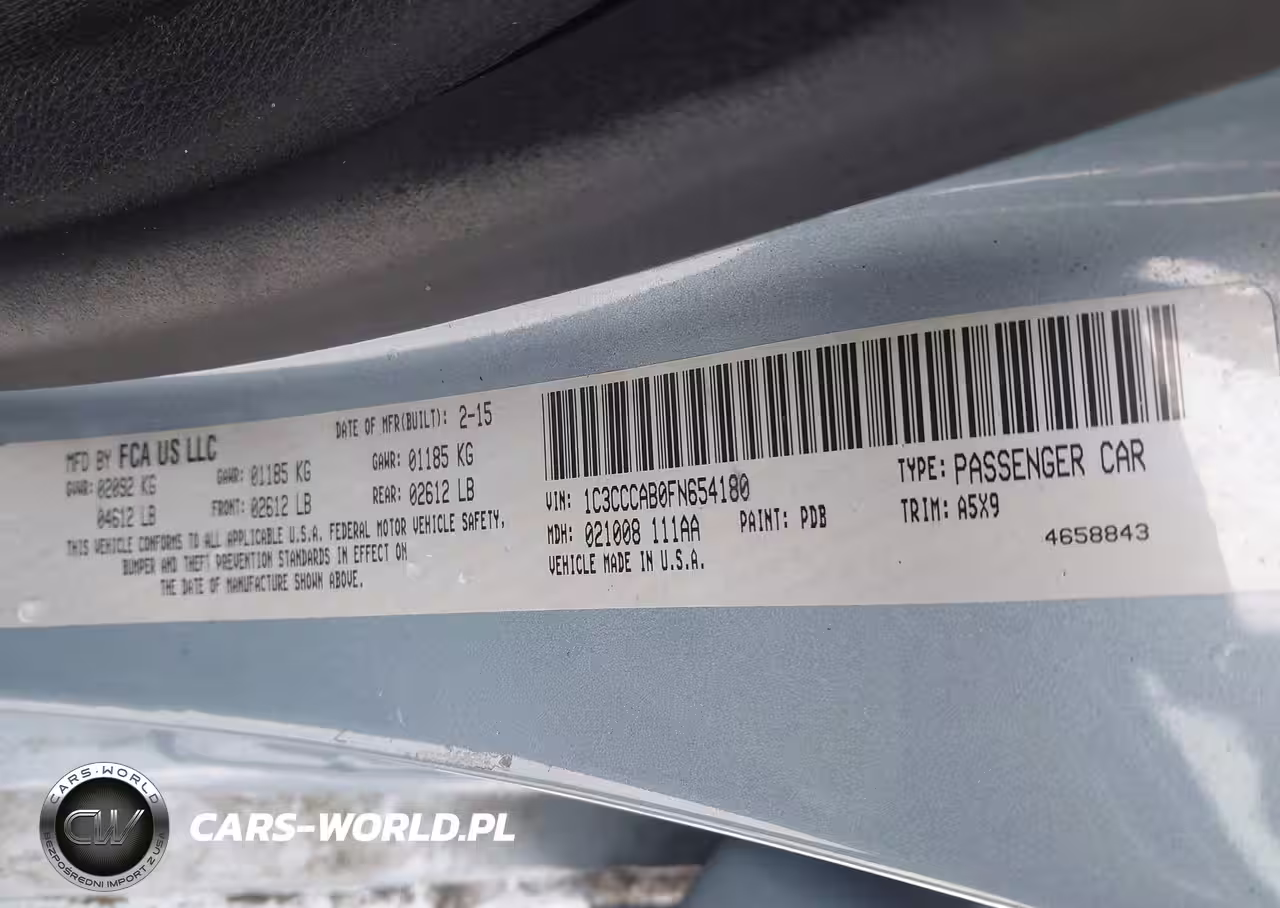 MFD BY FCA US LLC
DATE OF MFR(BUILT): 2-15
GVWR: 02092 KG
04612 LB
GAWR: 01185 KG
FRONT: 02612 LB
GAWR: 01185 KG
REAR: 02612 LB
THIS VEHICLE CONFORMS TO ALL APPLICABLE U.S.A. FEDERAL MOTOR VEHICLE SAFETY,
BUMPER AND THEFT PREVENTION STANDARDS IN EFFECT ON
THE DATE OF MANUFACTURE SHOWN ABOVE.
VIN: 1C3CCCAB0FN654180
MDH: 021008 111AA
PAINT: PDB
VEHICLE MADE IN U.S.A.
TYPE: PASSENGER CAR
TRIM: A5X9
4658843
CARS-WORLD
CW
BEZPOŚREDNI IMPORT Z USA
CARS-WORLD.PL